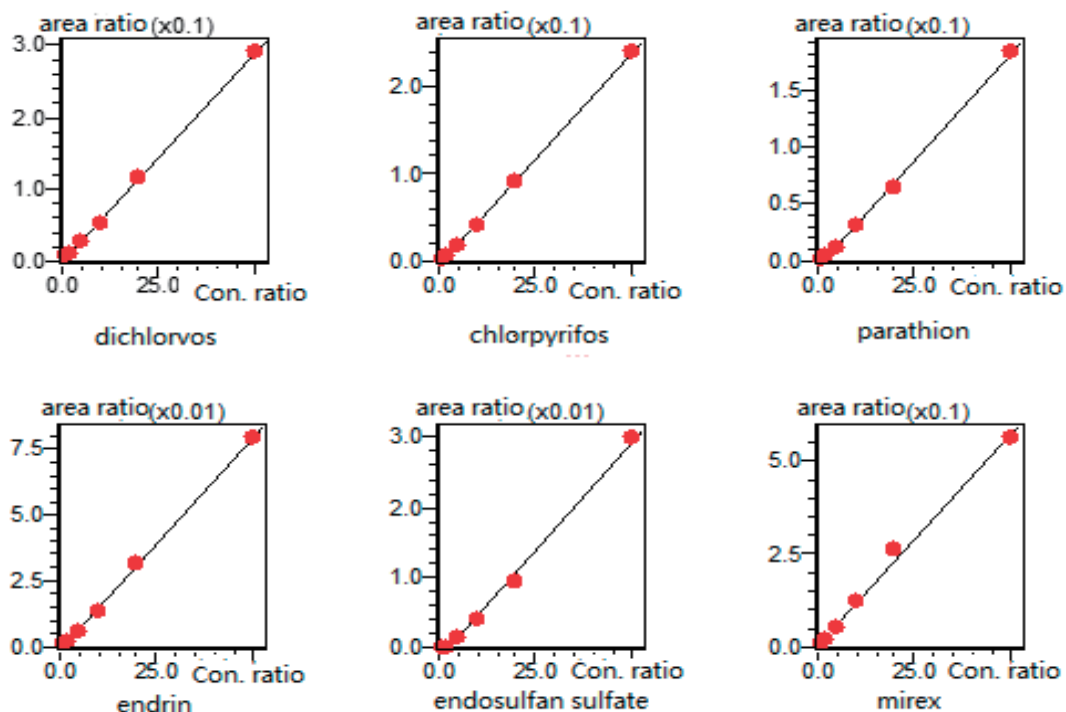 area ratio (x0.1) area ratio (x0.1) area ratio (x0.1)
3.0
2.0
1.0
0.0
0.0 25.0 Con. ratio
dichlorvos
2.0
1.0
0.0
0.0 25.0 Con. ratio
chlorpyrifos
1.5
1.0
0.5
0.0
0.0 25.0 Con. ratio
parathion
area ratio (x0.01) area ratio (x0.01) area ratio (x0.1)
7.5
5.0
2.5
0.0
0.0 25.0 Con. ratio
endrin
3.0
2.0
1.0
0.0
0.0 25.0 Con. ratio
endosulfan sulfate
5.0
2.5
0.0
0.0 25.0 Con. ratio
mirex